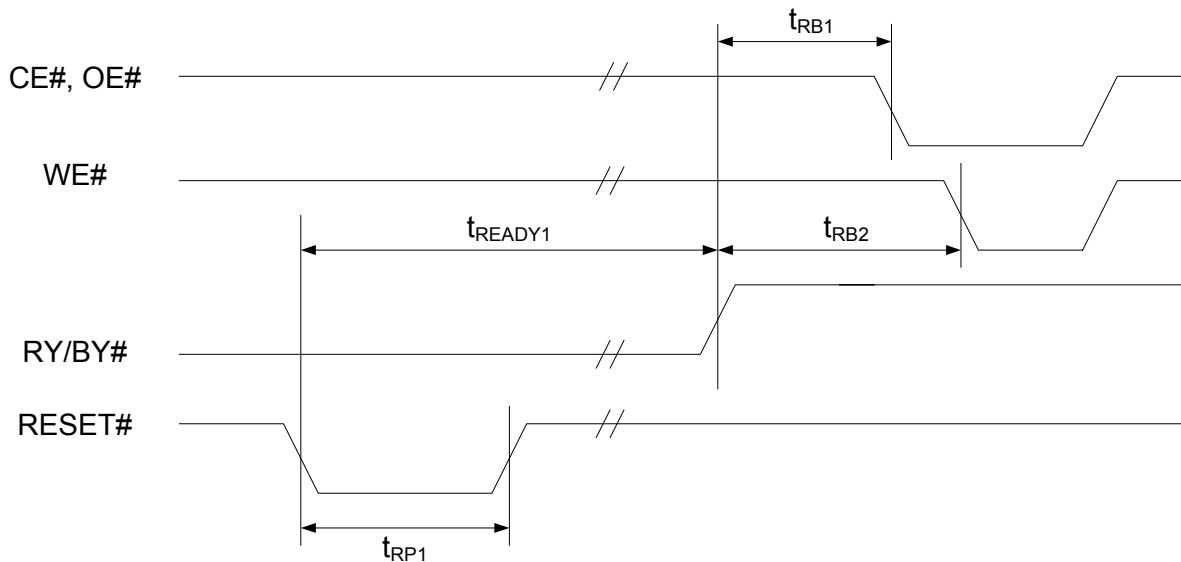 tRB1
CE#, OE#
WE#
tREADY1
tRB2
RY/BY#
RESET#
tRP1